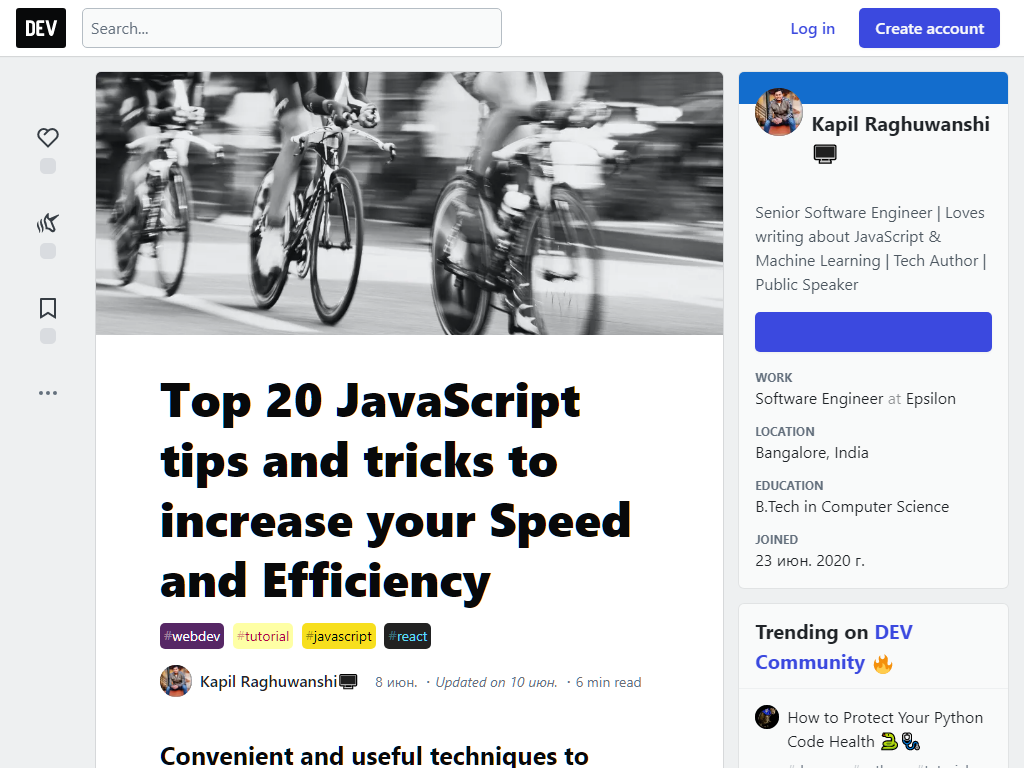 DEV
Search...
Log in
Create account
Top 20 JavaScript
tips and tricks to
increase your Speed
and Efficiency
#webdev #tutorial #javascript #react
Kapil Raghuwanshi 8 июн. · Updated on 10 июн. · 6 min read
Convenient and useful techniques to
Kapil Raghuwanshi
Senior Software Engineer | Loves
writing about JavaScript &
Machine Learning | Tech Author |
Public Speaker
WORK
Software Engineer at Epsilon
LOCATION
Bangalore, India
EDUCATION
B.Tech in Computer Science
JOINED
23 июн. 2020 г.
Trending on DEV
Community 🔥
How to Protect Your Python
Code Health